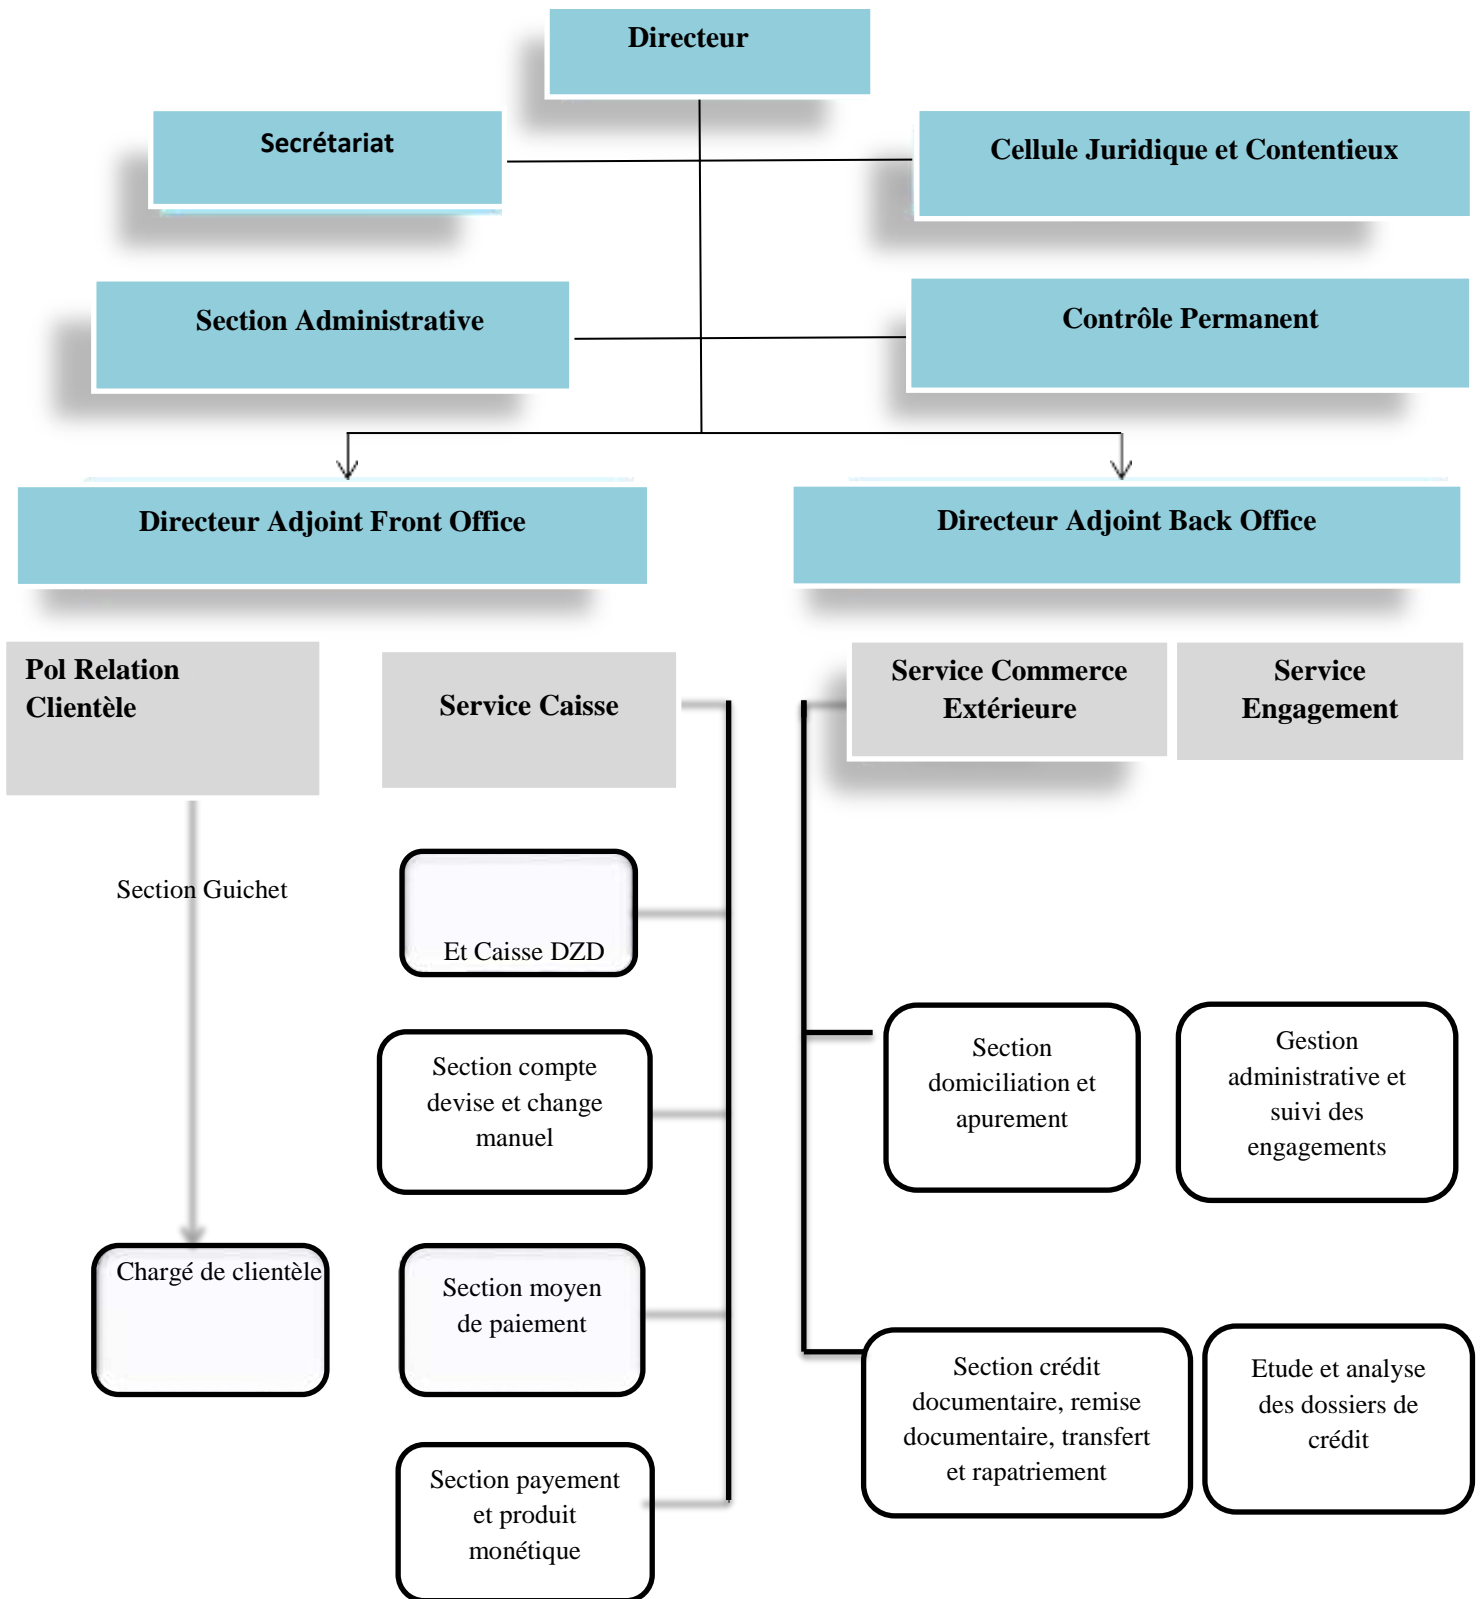 Directeur
Secrétariat
Cellule Juridique et Contentieux
Section Administrative
Contrôle Permanent
Directeur Adjoint Front Office
Directeur Adjoint Back Office
Pol Relation
Clientèle
Service Caisse
Service Commerce
Extérieure
Service
Engagement
Section Guichet
Et Caisse DZD
Section compte
devise et change
manuel
Section
domiciliation et
apurement
Gestion
administrative et
suivi des
engagements
Chargé de clientèle
Section moyen
de paiement
Section crédit
documentaire, remise
documentaire, transfert
et rapatriement
Etude et analyse
des dossiers de
crédit
Section payement
et produit
monétique